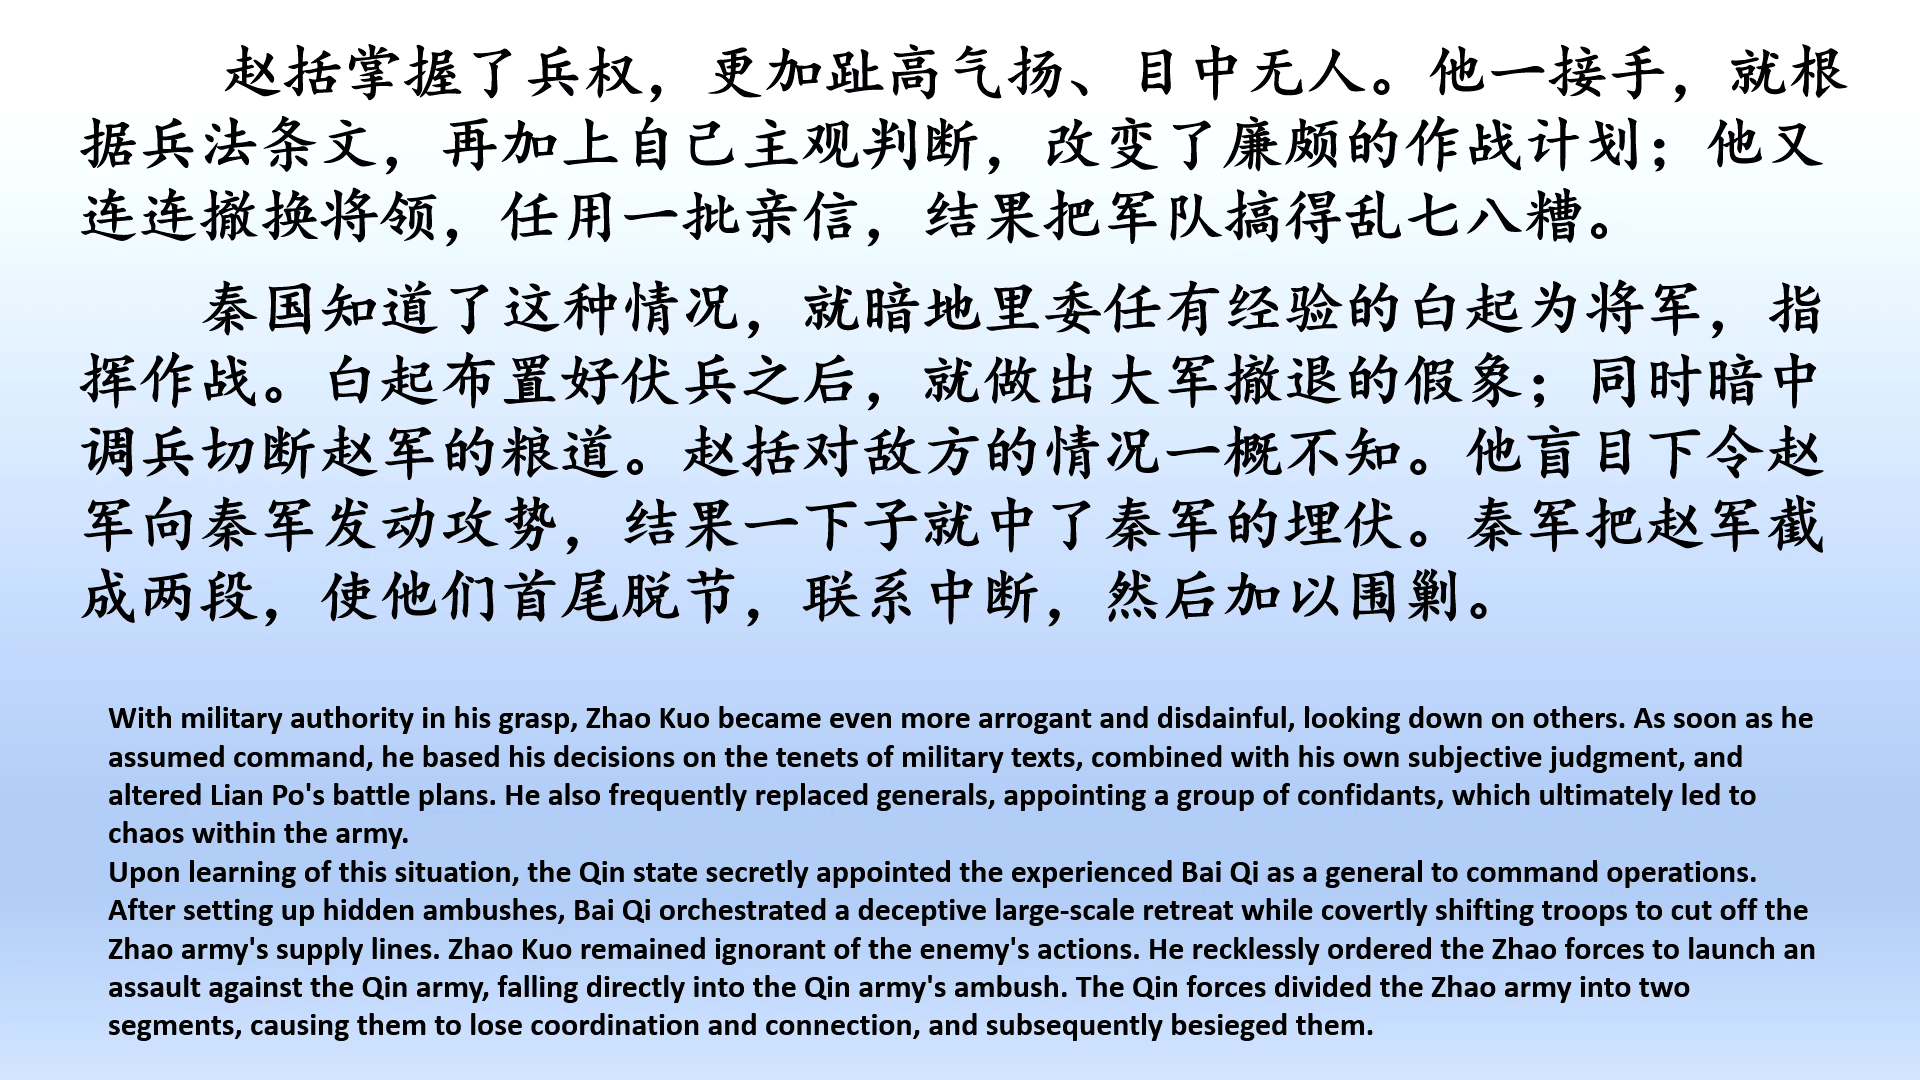 赵括掌握了兵权，更加趾高气扬、目中无人。他一接手，就根
据兵法条文，再加上自己主观判断，改变了廉颇的作战计划；他又
连连撤换将领，任用一批亲信，结果把军队搞得乱七八糟。
秦国知道了这种情况，就暗地里委任有经验的白起为将军，指
挥作战。白起布置好伏兵之后，就做出大军撤退的假象；同时暗中
调兵切断赵军的粮道。赵括对敌方的情况一概不知。他盲目下令赵
军向秦军发动攻势，结果一下子就中了秦军的埋伏。秦军把赵军截
成两段，使他们首尾脱节，联系中断，然后加以围剿。
With military authority in his grasp, Zhao Kuo became even more arrogant and disdainful, looking down on others. As soon as he
assumed command, he based his decisions on the tenets of military texts, combined with his own subjective judgment, and
altered Lian Po's battle plans. He also frequently replaced generals, appointing a group of confidants, which ultimately led to
chaos within the army.
Upon learning of this situation, the Qin state secretly appointed the experienced Bai Qi as a general to command operations.
After setting up hidden ambushes, Bai Qi orchestrated a deceptive large-scale retreat while covertly shifting troops to cut off the
Zhao army's supply lines. Zhao Kuo remained ignorant of the enemy's actions. He recklessly ordered the Zhao forces to launch an
assault against the Qin army, falling directly into the Qin army's ambush. The Qin forces divided the Zhao army into two
segments, causing them to lose coordination and connection, and subsequently besieged them.